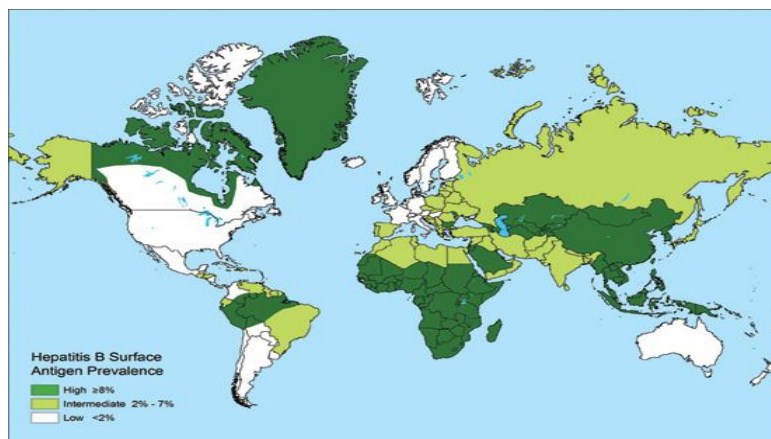 Hepatitis B Surface
Antigen Prevalence
High ≥8%
Intermediate 2% - 7%
Low <2%